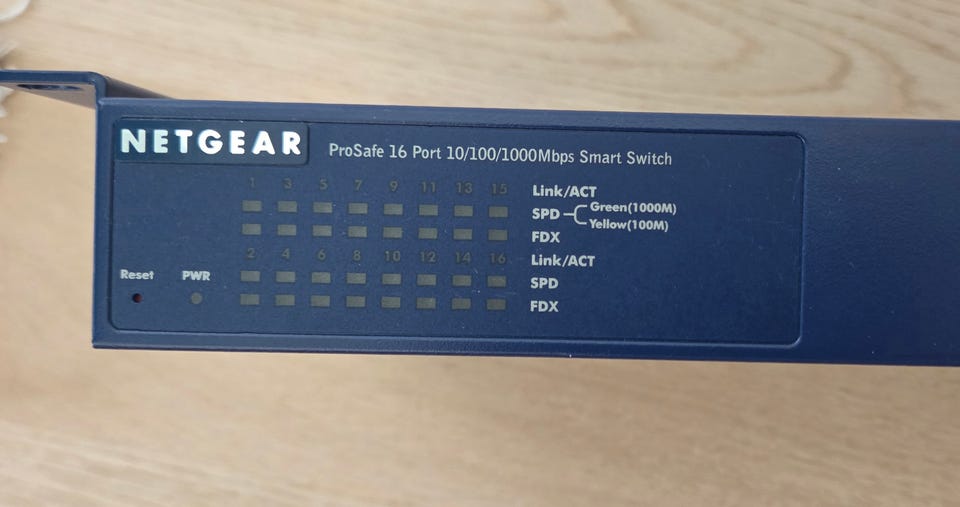 NETGEAR
ProSafe 16 Port 10/100/1000Mbps Smart Switch
1 3 5 7 9 11 13 15
Link/ACT
SPD Green(1000M)
Yellow(100M)
FDX
2 4 6 8 10 12 14 16
Link/ACT
Reset PWR
SPD
FDX